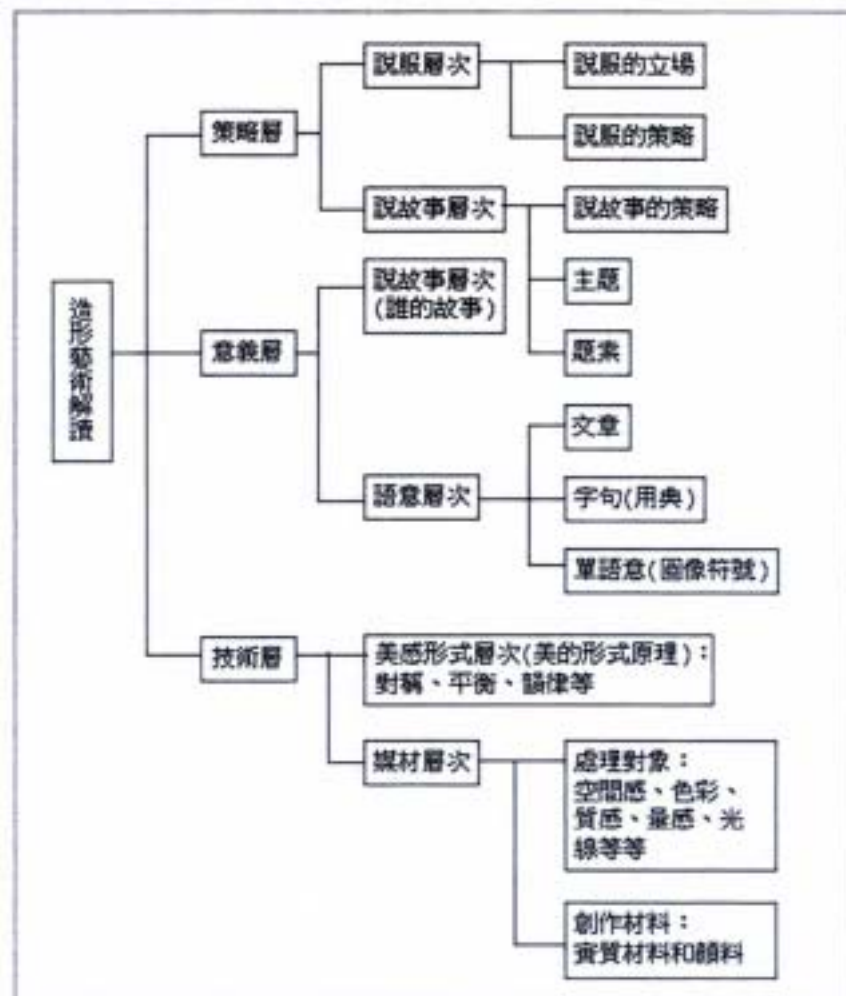 造形藝術解讀
策略層
說服層次
說服的立場
說服的策略
說故事層次
說故事的策略
主題
題素
意義層
說故事層次
(誰的故事)
語意層次
文章
字句(用典)
單語意(圖像符號)
技術層
美感形式層次(美的形式原理)：
對稱、平衡、韻律等
媒材層次
處理對象：
空間感、色彩、
質感、量感、光
線等等
創作材料：
實質材料和顏料